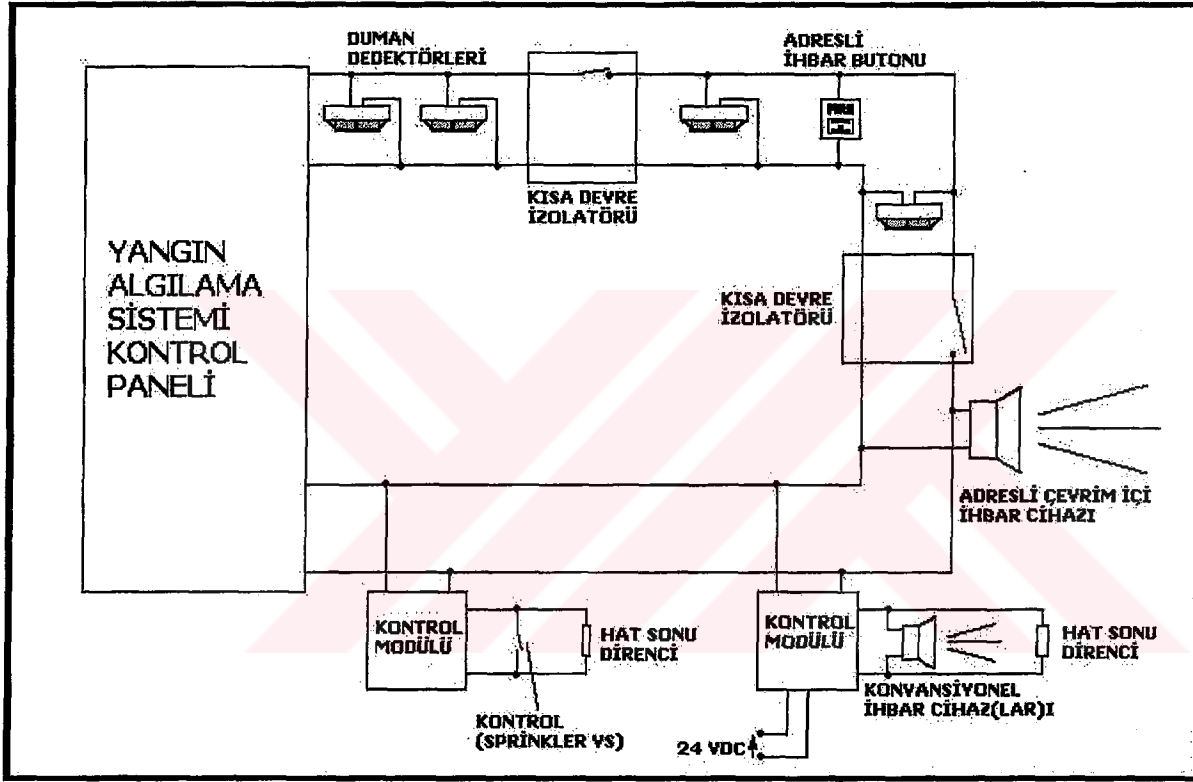 DUMAN
DEDEKTÖRLERİ
ADRESLİ
İHBAR BUTONU
KISA DEVRE
İZOLATÖRÜ
YANGIN
ALGILAMA
SİSTEMİ
KONTROL
PANELİ
KISA DEVRE
İZOLATÖRÜ
ADRESLİ ÇEVRİM İÇİ
İHBAR CİHAZI
KONTROL
MODÜLÜ
HAT SONU
DİRENCİ
KONTROL
MODÜLÜ
HAT SONU
DİRENCİ
KONVANSİYONEL
İHBAR CİHAZ(LAR)I
KONTROL
(SPRİNKLER VS)
24 VDC